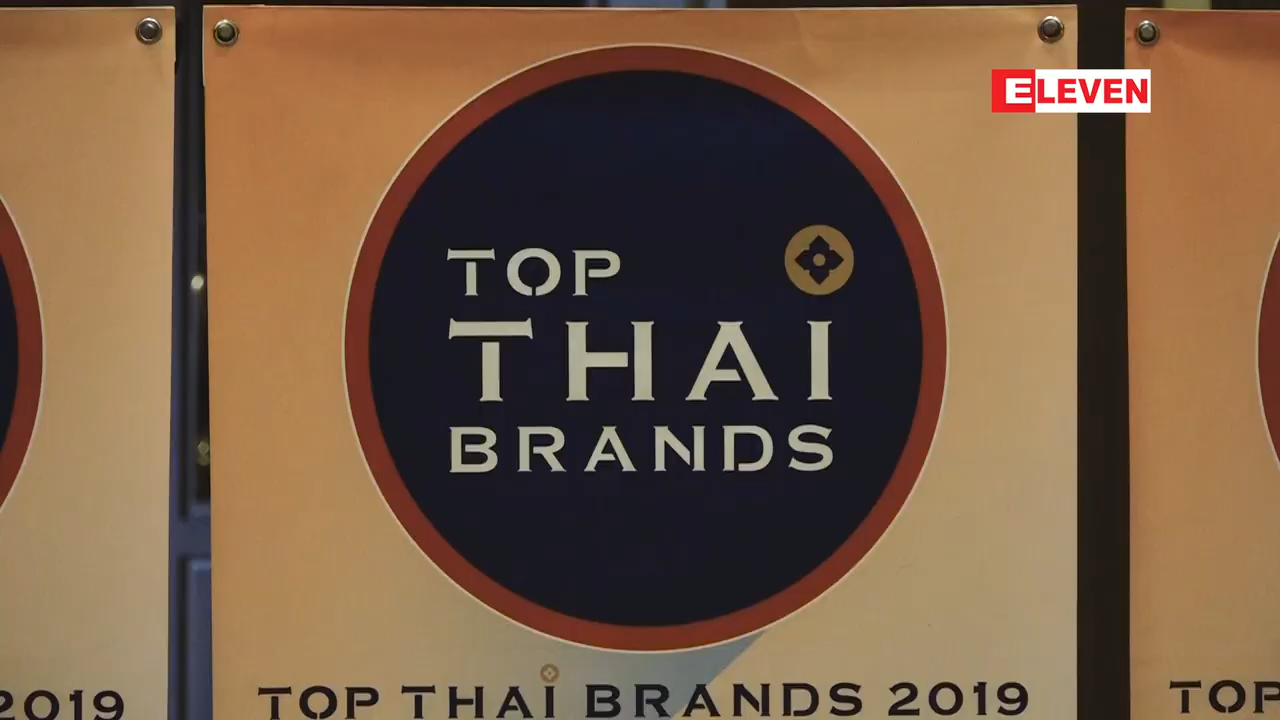 ELEVEN
TOP
THAI
BRANDS
2019
TOP THAI BRANDS 2019
TOP